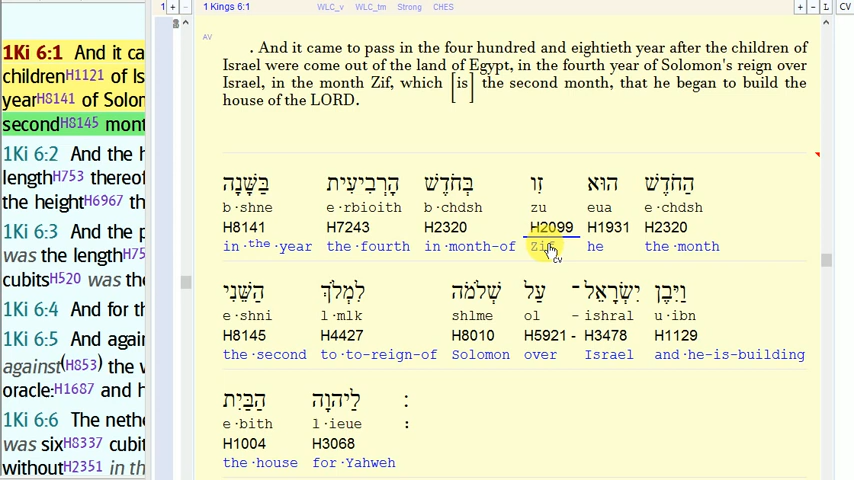 1 + -
1 Kings 6:1 WLC_v WLC_tm Strong CHES + - L CV
1Ki 6:1 And it ca
childrenH1121 of Is
yearH8141 of Solom
secondH8145 mont
1Ki 6:2 And the h
lengthH753 thereof
the heightH6967 th
1Ki 6:3 And the p
was the lengthH75
cubitsH520 was the
1Ki 6:4 And for th
1Ki 6:5 And again
against(H853) the w
oracle:H1687 and h
1Ki 6:6 The nethe
was sixH8337 cubit
withoutH2351 in th
AV
. And it came to pass in the four hundred and eightieth year after the children of
Israel were come out of the land of Egypt, in the fourth year of Solomon's reign over
Israel, in the month Zif, which [is] the second month, that he began to build the
house of the LORD.
בַּשָּׁנָה הָרְבִיעִית בְּחֹדֶשׁ זִו הוּא הַחֹדֶשׁ
b·shne e·rbioith b·chdsh zu eua e·chdsh
H8141 H7243 H2320 H2099 H1931 H2320
in·the·year the·fourth in·month-of Zif he the·month
CV
הַשֵּׁנִי לִמְלֹךְ שְׁלֹמֹה עַל ־ יִשְׂרָאֵל וַיִּבֶן
e·shni l·mlk shlme ol - ishral u·ibn
H8145 H4427 H8010 H5921 - H3478 H1129
the·second to·to-reign-of Solomon over Israel and·he-is-building
הַבַּיִת לַיהוָה :
e·bith l·ieue :
H1004 H3068
the·house for·Yahweh